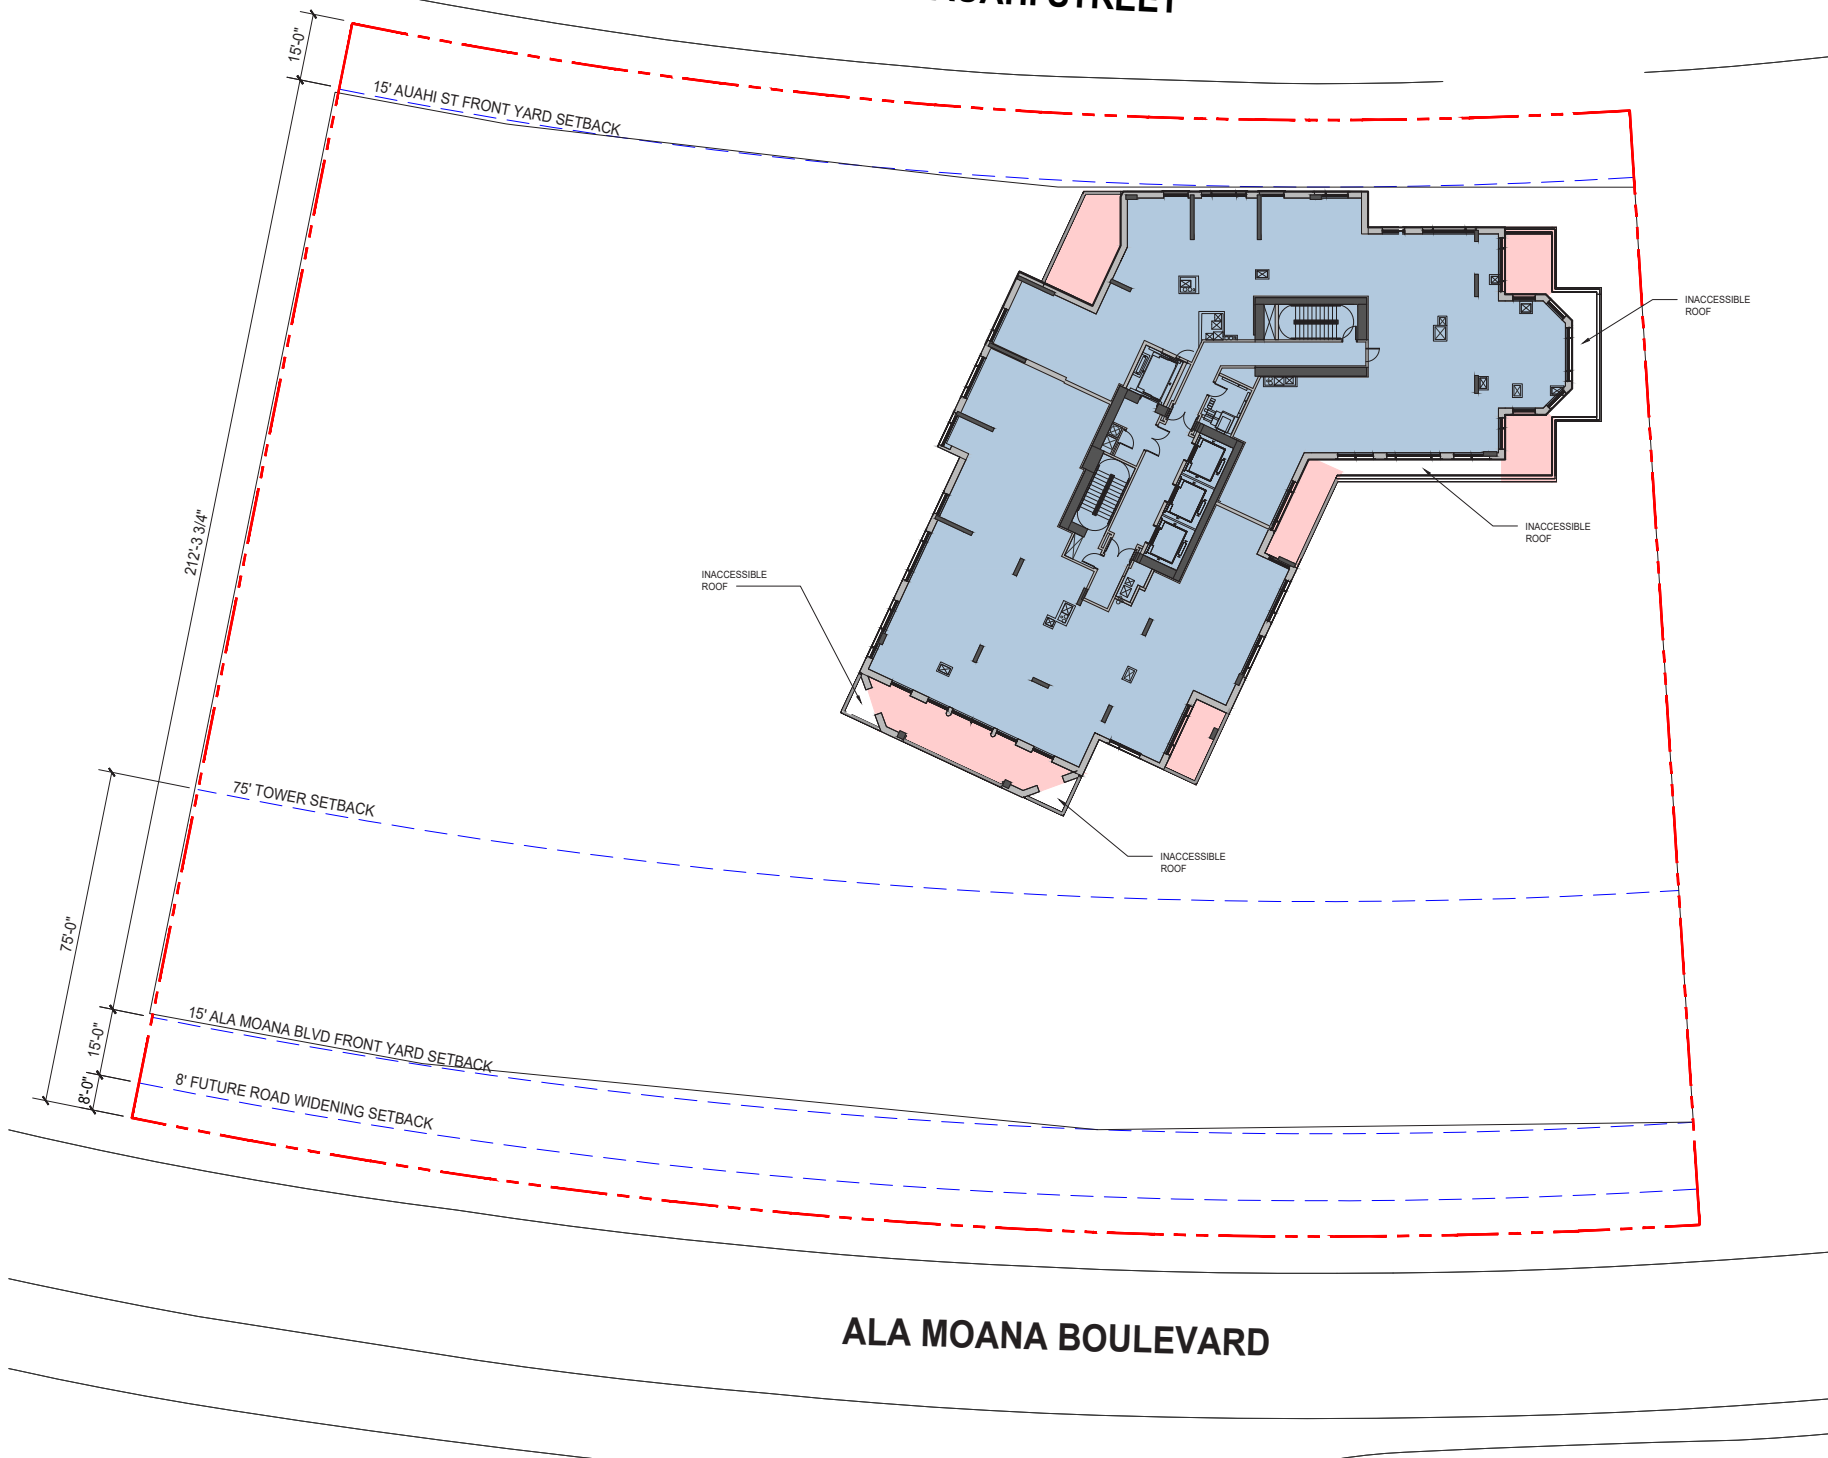 STREET
15'-0"
15' AUAHI ST FRONT YARD SETBACK
INACCESSIBLE
ROOF
212'-3 3/4"
INACCESSIBLE
ROOF
INACCESSIBLE
ROOF
75' TOWER SETBACK
INACCESSIBLE
ROOF
75'-0"
15'-0"
15' ALA MOANA BLVD FRONT YARD SETBACK
8'-0"
8' FUTURE ROAD WIDENING SETBACK
ALA MOANA BOULEVARD